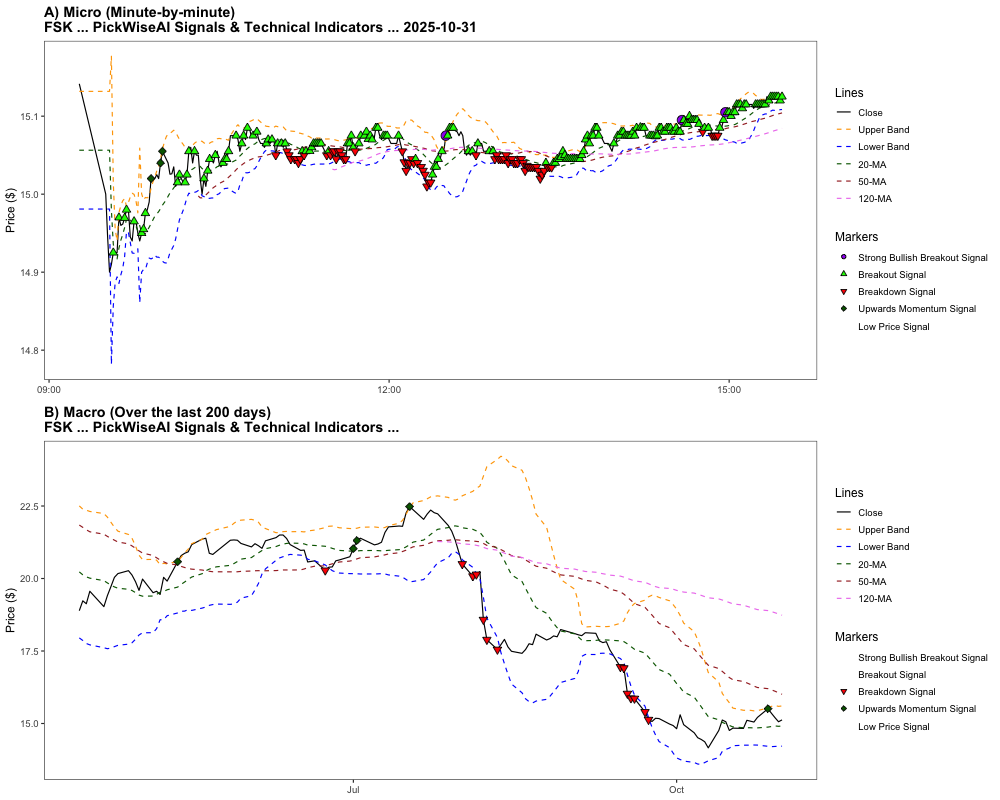 A) Micro (Minute-by-minute)
FSK ... PickWiseAI Signals & Technical Indicators ... 2025-10-31
Price ($)
15.1
15.0
14.9
14.8
09:00
12:00
15:00
Lines
Close
Upper Band
Lower Band
20-MA
50-MA
120-MA
Markers
Strong Bullish Breakout Signal
Breakout Signal
Breakdown Signal
Upwards Momentum Signal
Low Price Signal
B) Macro (Over the last 200 days)
FSK ... PickWiseAI Signals & Technical Indicators ...
Price ($)
22.5
20.0
17.5
15.0
Jul
Oct
Lines
Close
Upper Band
Lower Band
20-MA
50-MA
120-MA
Markers
Strong Bullish Breakout Signal
Breakout Signal
Breakdown Signal
Upwards Momentum Signal
Low Price Signal